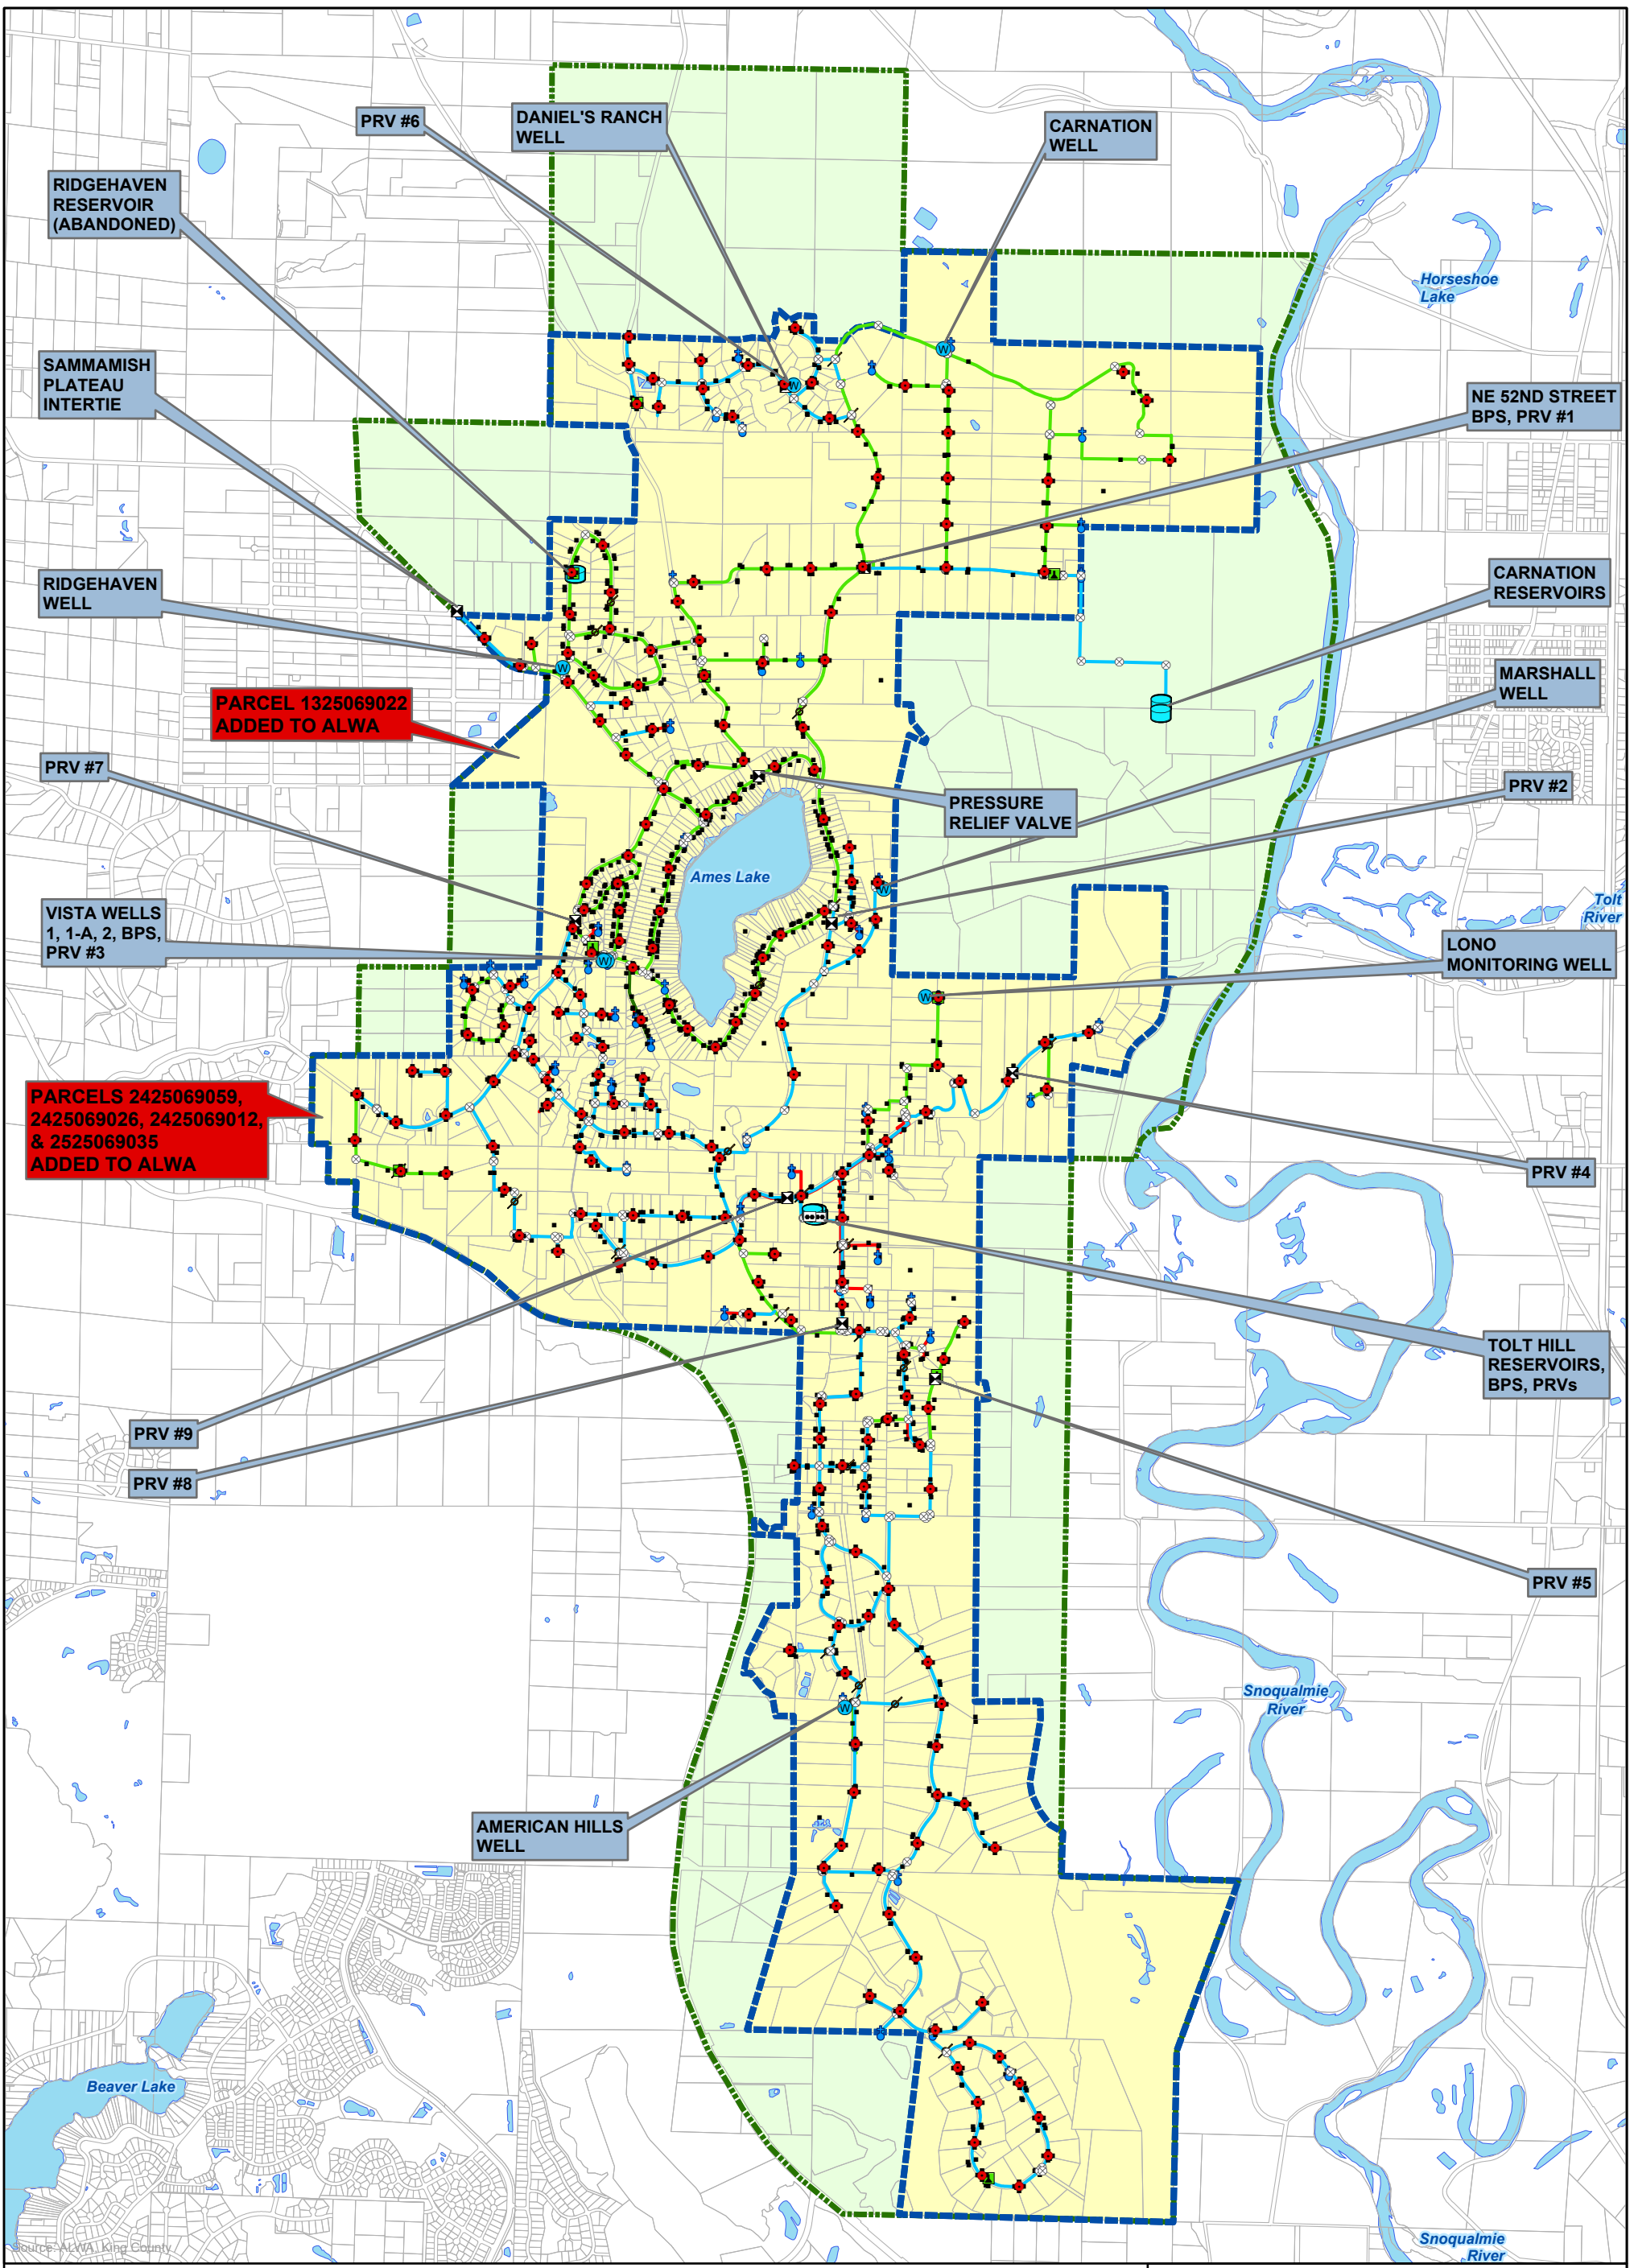 PRV #6
DANIEL'S RANCH
WELL
CARNATION
WELL
RIDGEHAVEN
RESERVOIR
(ABANDONED)
Horseshoe
Lake
SAMMAMISH
PLATEAU
INTERTIE
NE 52ND STREET
BPS, PRV #1
RIDGEHAVEN
WELL
CARNATION
RESERVOIRS
MARSHALL
WELL
PARCEL 1325069022
ADDED TO ALWA
PRV #7
PRV #2
PRESSURE
RELIEF VALVE
Ames Lake
VISTA WELLS
1, 1-A, 2, BPS,
PRV #3
Tolt
River
LONO
MONITORING WELL
PARCELS 2425069059,
2425069026, 2425069012,
& 2525069035
ADDED TO ALWA
PRV #4
TOLT HILL
RESERVOIRS,
BPS, PRVs
PRV #9
PRV #8
PRV #5
Snoqualmie
River
AMERICAN HILLS
WELL
Beaver Lake
Snoqualmie
River
Source: ALWA, King County
W
W
W
W
W
W
W